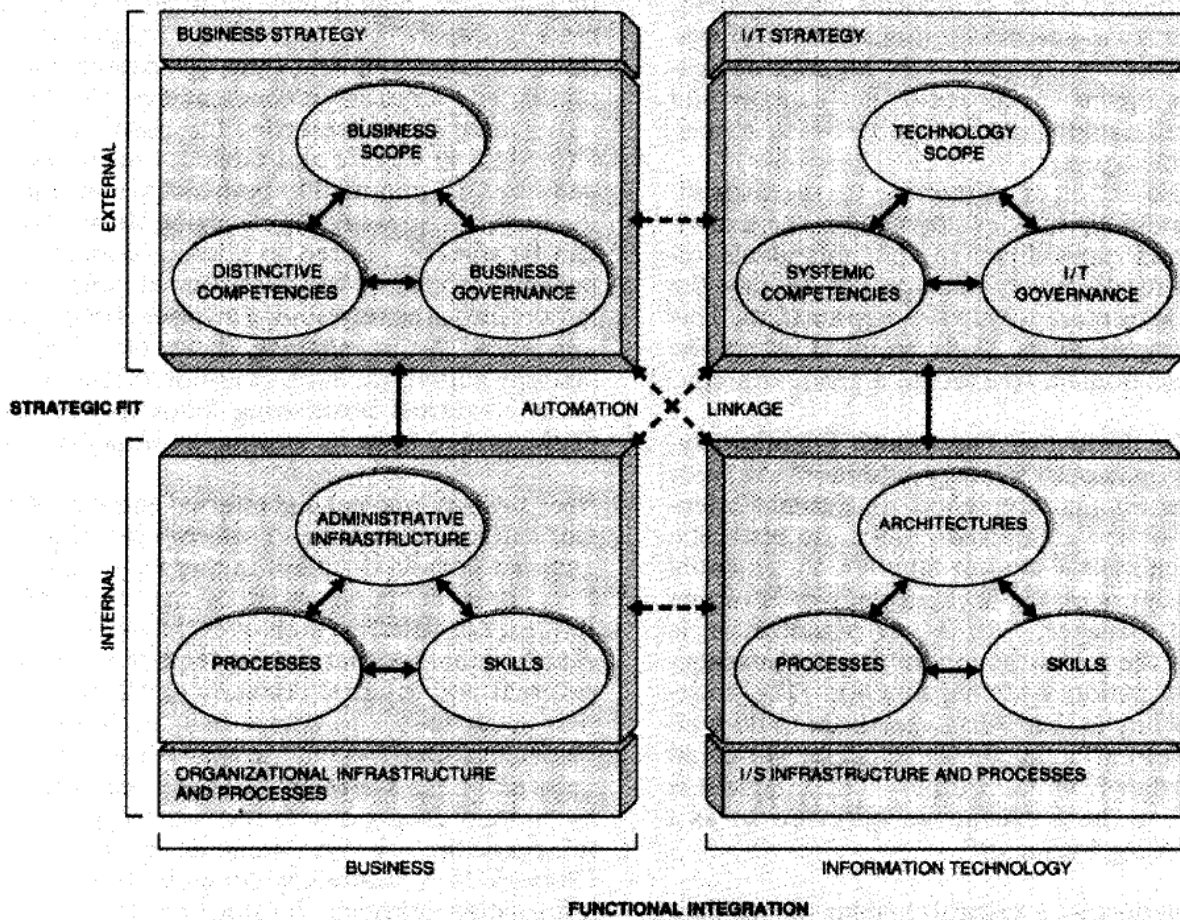 BUSINESS STRATEGY
I/T STRATEGY
BUSINESS
SCOPE
TECHNOLOGY
SCOPE
EXTERNAL
DISTINCTIVE
COMPETENCIES
BUSINESS
GOVERNANCE
SYSTEMIC
COMPETENCIES
I/T
GOVERNANCE
STRATEGIC FIT
AUTOMATION
LINKAGE
ADMINISTRATIVE
INFRASTRUCTURE
ARCHITECTURES
INTERNAL
PROCESSES
SKILLS
PROCESSES
SKILLS
ORGANIZATIONAL INFRASTRUCTURE
AND PROCESSES
I/S INFRASTRUCTURE AND PROCESSES
BUSINESS
INFORMATION TECHNOLOGY
FUNCTIONAL INTEGRATION